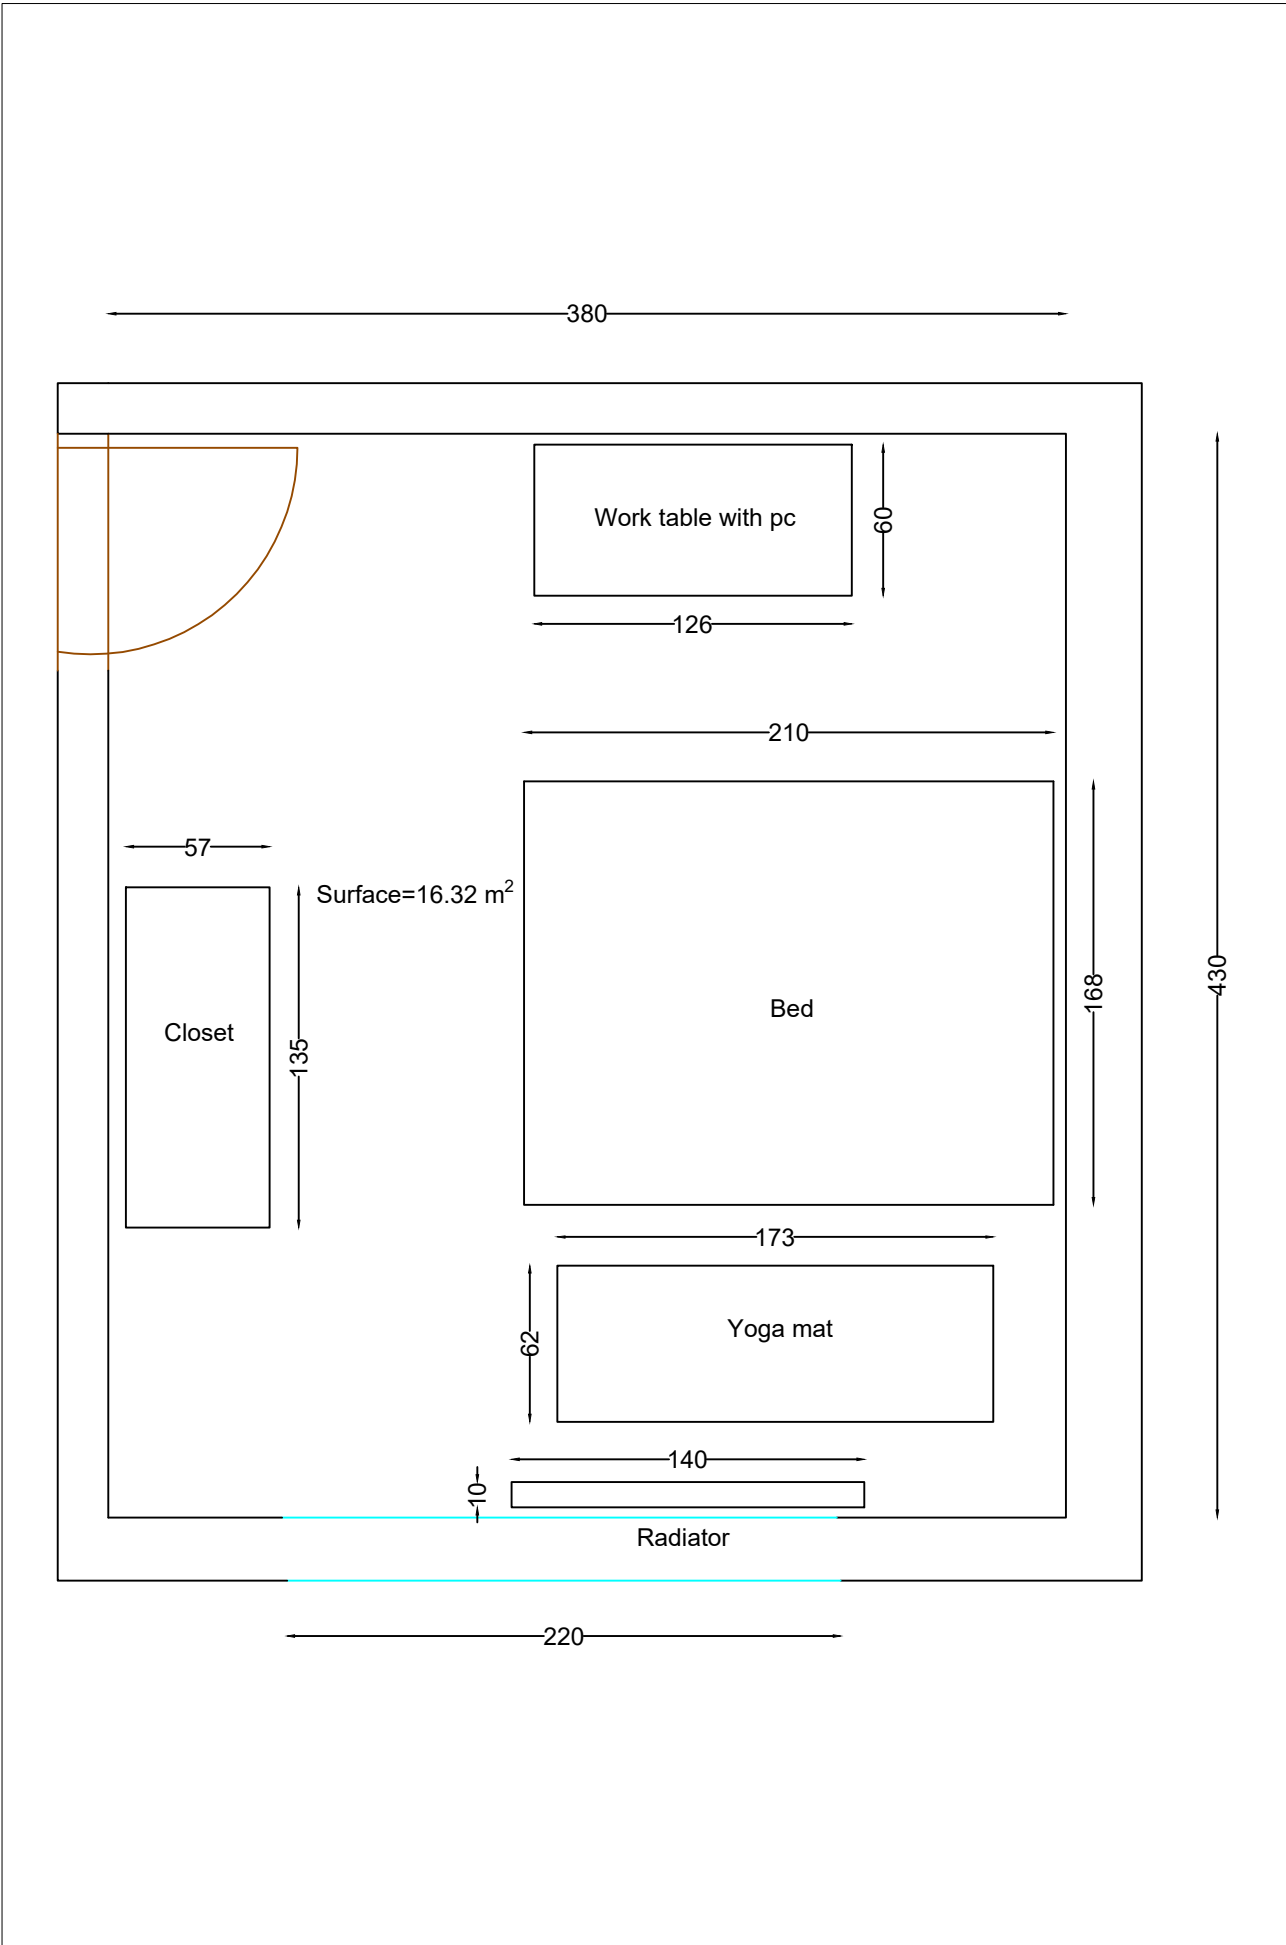 380
Work table with pc
60
126
210
57
Surface=16.32 m²
135
Closet
Bed
168
430
173
Yoga mat
62
140
10
Radiator
220